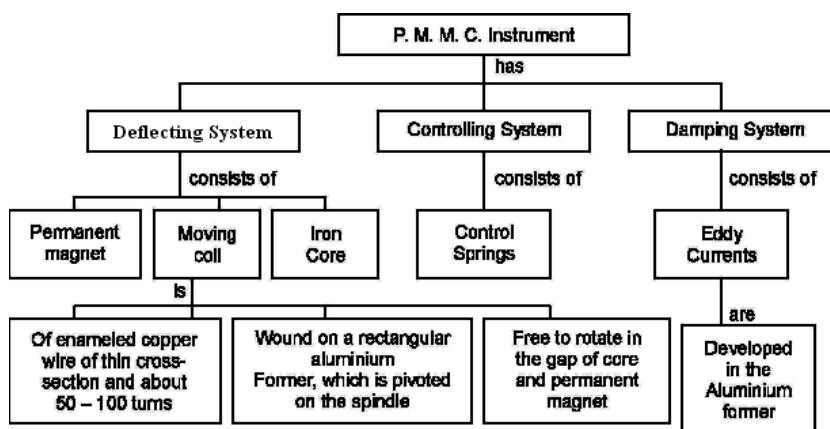 P. M. M. C. Instrument
has
Deflecting System
Controlling System
Damping System
consists of
consists of
consists of
Permanent
magnet
Moving
coil
Iron
Core
Control
Springs
Eddy
Currents
is
are
Of enameled copper
wire of thin cross-
section and about
50 – 100 turns
Wound on a rectangular
aluminium
Former, which is pivoted
on the spindle
Free to rotate in
the gap of core
and permanent
magnet
Developed
in the
Aluminium
former